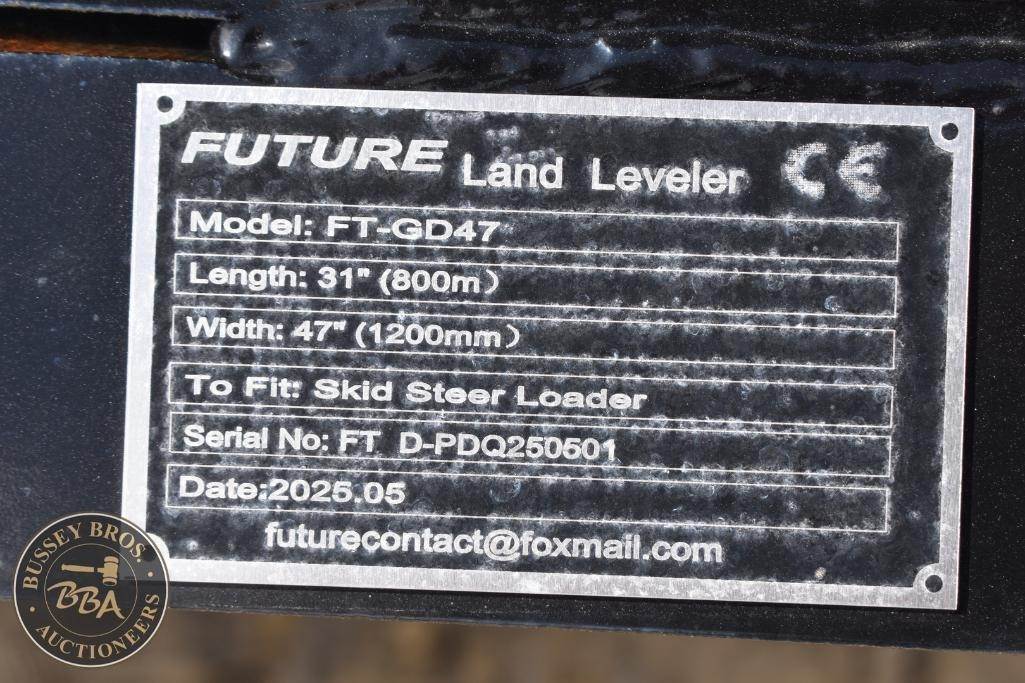 FUTURE Land Leveler CE
Model: FT-GD47
Length: 31" (800m）
Width: 47" (1200mm）
To Fit: Skid Steer Loader
Serial No: FT D-PDQ250501
Date:2025.05
futurecontact@foxmail.com
BUSSEY BROS.
BBA
AUCTIONEERS